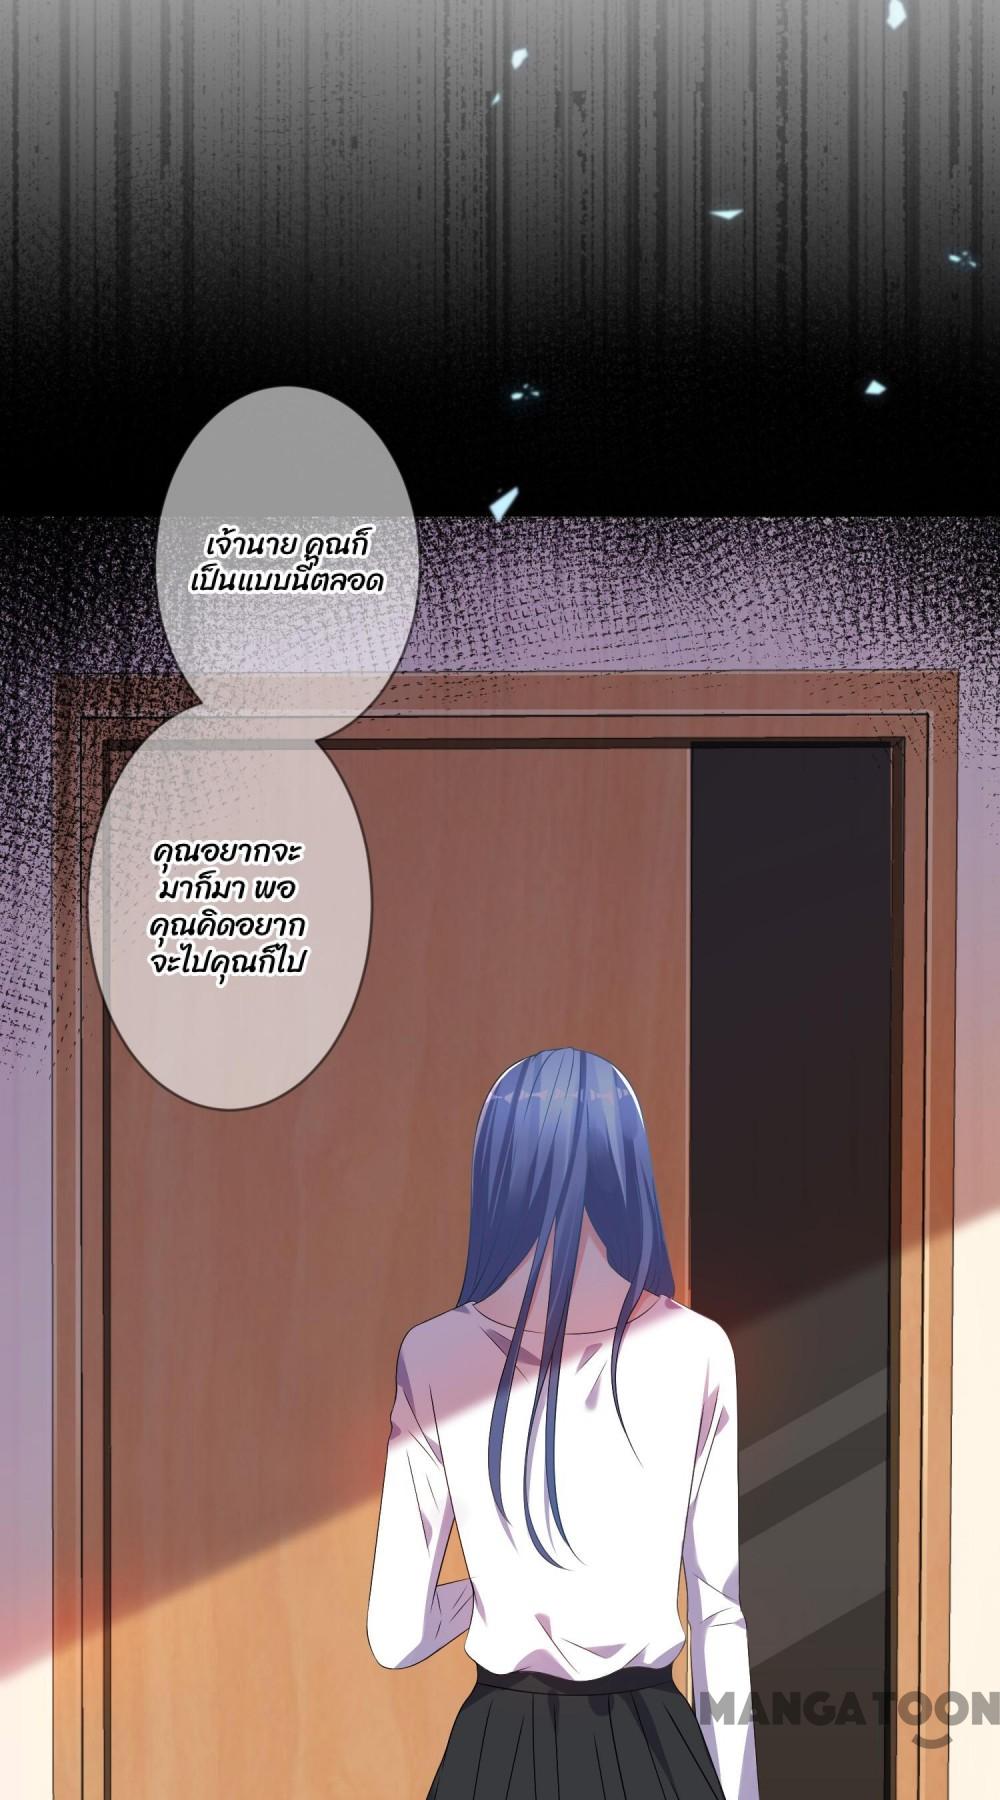 เจ้านาย คุณก็
เป็นแบบนี้ตลอด
คุณอยากจะ
มาก็มา พอ
คุณคิดอยาก
จะไปคุณก็ไป
MANGATOON